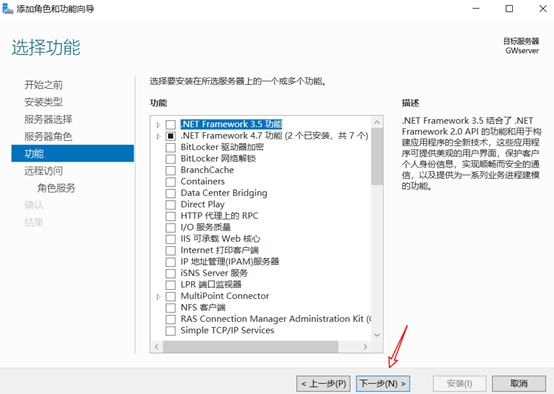 添加角色和功能向导
选择功能
目标服务器
GWserver
开始之前
安装类型
服务器选择
服务器角色
功能
远程访问
角色服务
确认
结果
选择要安装在所选服务器上的一个或多个功能。
功能
.NET Framework 3.5 功能
.NET Framework 4.7 功能 (2 个已安装，共 7 个)
BitLocker 驱动器加密
BitLocker 网络解锁
BranchCache
Containers
Data Center Bridging
Direct Play
HTTP 代理上的 RPC
I/O 服务质量
IIS 可承载 Web 核心
Internet 打印客户端
IP 地址管理(IPAM)服务器
iSNS Server 服务
LPR 端口监视器
MultiPoint Connector
NFS 客户端
RAS Connection Manager Administration Kit (
Simple TCP/IP Services
描述
.NET Framework 3.5 结合了 .NET
Framework 2.0 API 的功能和用于构
建应用程序的全新技术，这些应用
程序可提供美观的用户界面，保护客户
个人身份信息，实现顺畅而安全的通
信，以及提供为一系列业务进程建模
的功能。
< 上一步(P)
下一步(N) >
安装(I)
取消